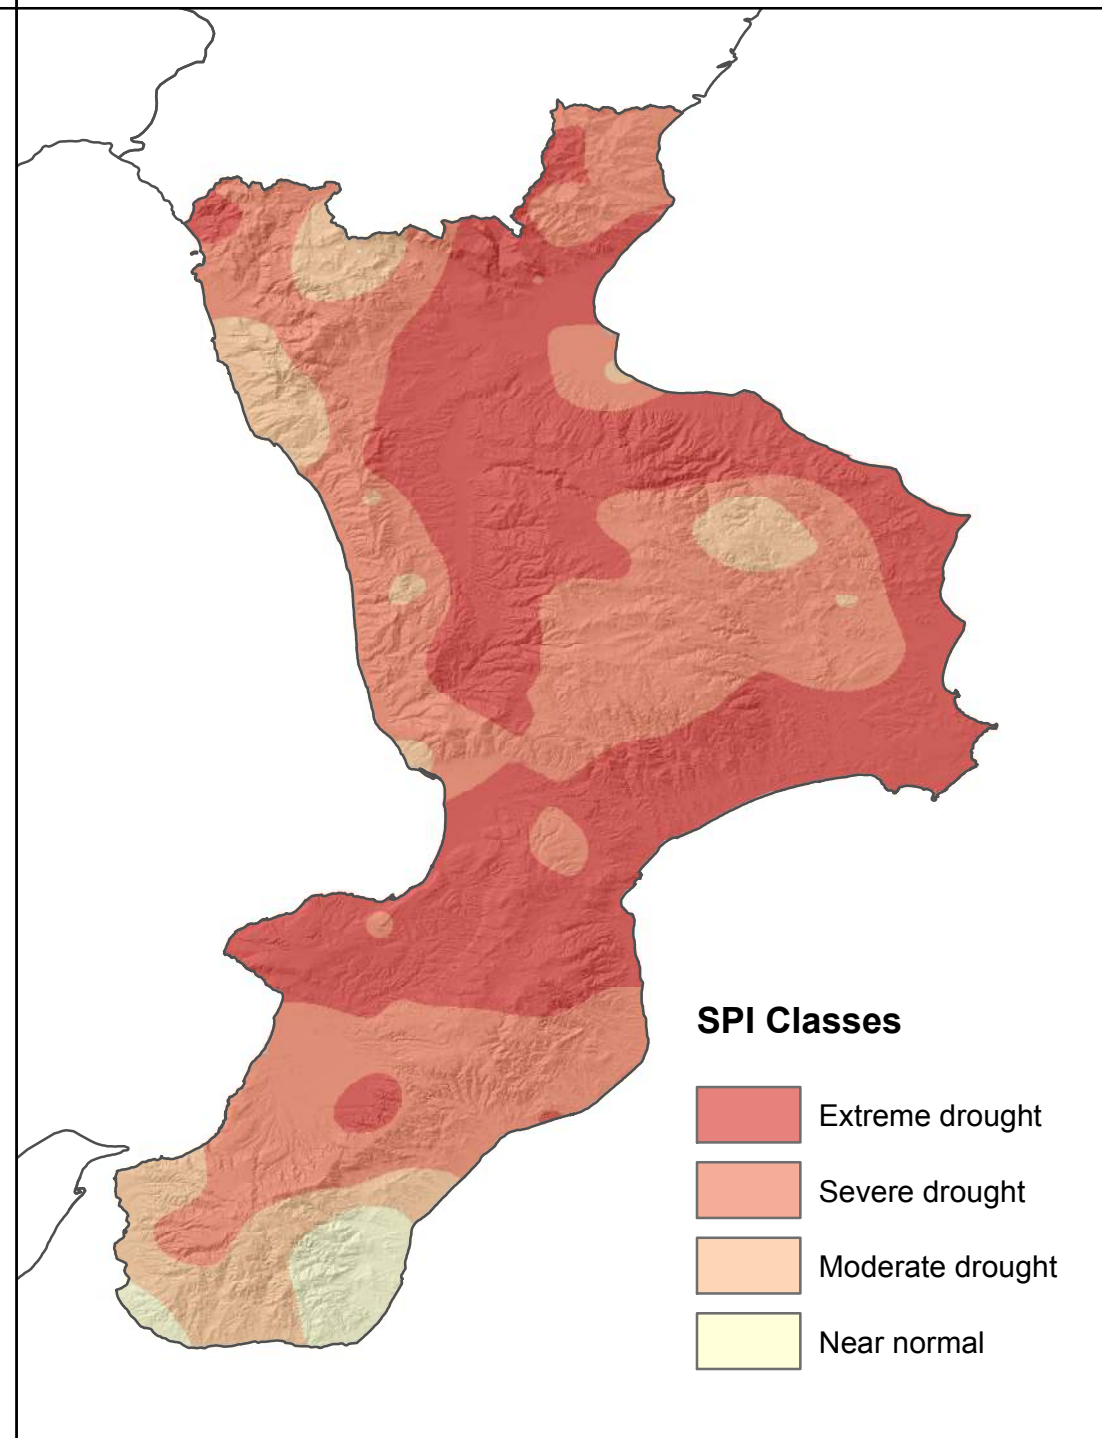 SPI Classes
Extreme drought
Severe drought
Moderate drought
Near normal